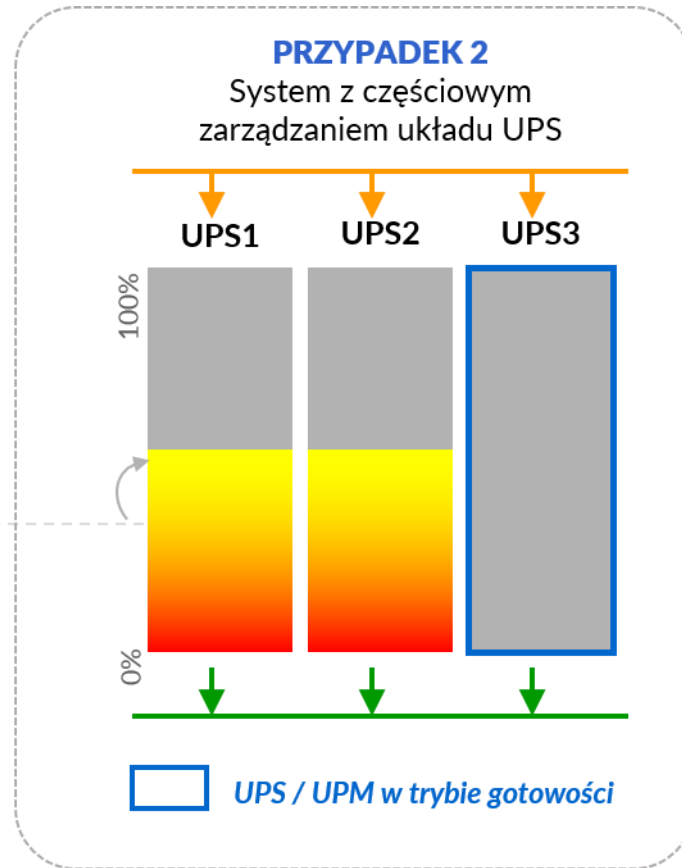 PRZYPADEK 2
System z częściowym
zarządzaniem układu UPS
UPS1 UPS2 UPS3
100%
0%
UPS / UPM w trybie gotowości